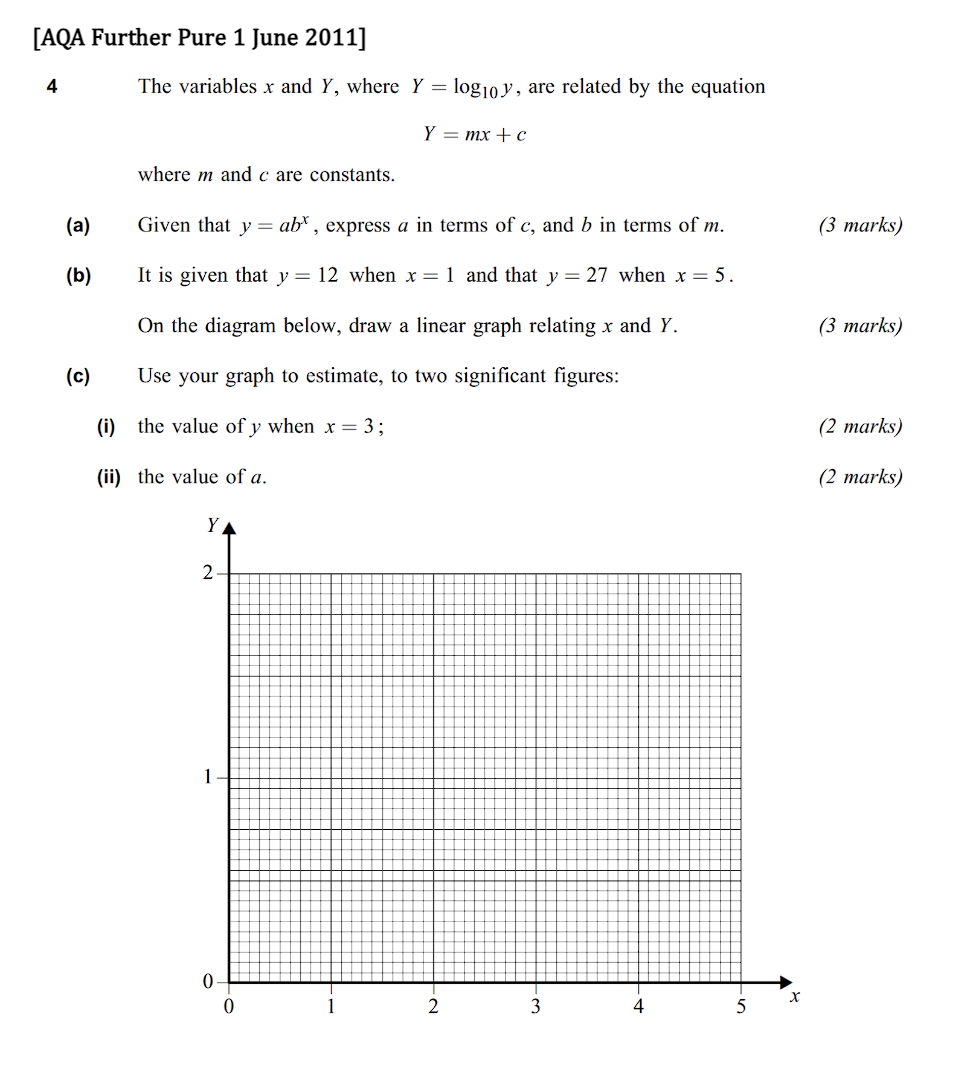 [AQA Further Pure 1 June 2011]
4 The variables x and Y, where Y = log₁₀ y, are related by the equation
Y = mx + c
where m and c are constants.
(a) Given that y = abˣ, express a in terms of c, and b in terms of m. (3 marks)
(b) It is given that y = 12 when x = 1 and that y = 27 when x = 5.
On the diagram below, draw a linear graph relating x and Y. (3 marks)
(c) Use your graph to estimate, to two significant figures:
(i) the value of y when x = 3; (2 marks)
(ii) the value of a. (2 marks)
Y
2
1
0
0 1 2 3 4 5 x